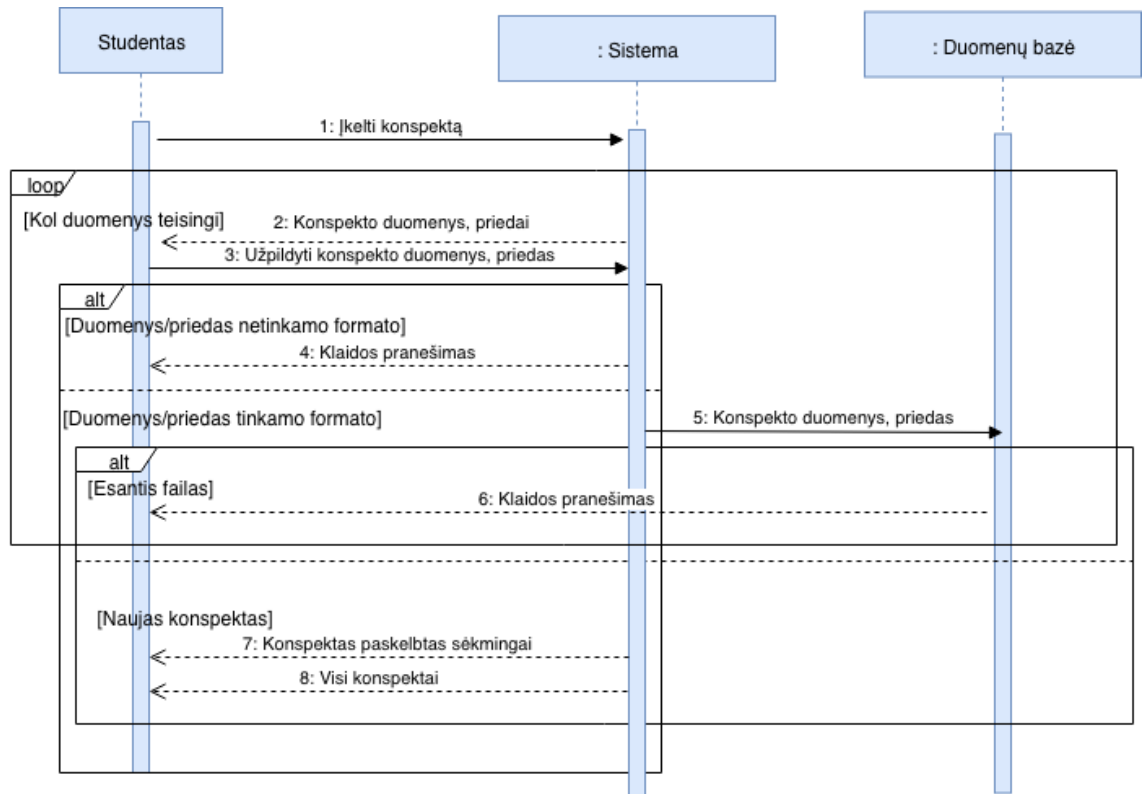 Studentas
: Sistema
: Duomenų bazė
1: Įkelti konspektą
loop
[Kol duomenys teisingi]
2: Konspekto duomenys, priedai
3: Užpildyti konspekto duomenys, priedas
alt
[Duomenys/priedas netinkamo formato]
4: Klaidos pranešimas
[Duomenys/priedas tinkamo formato]
5: Konspekto duomenys, priedas
alt
[Esantis failas]
6: Klaidos pranešimas
[Naujas konspektas]
7: Konspektas paskelbtas sėkmingai
8: Visi konspektai